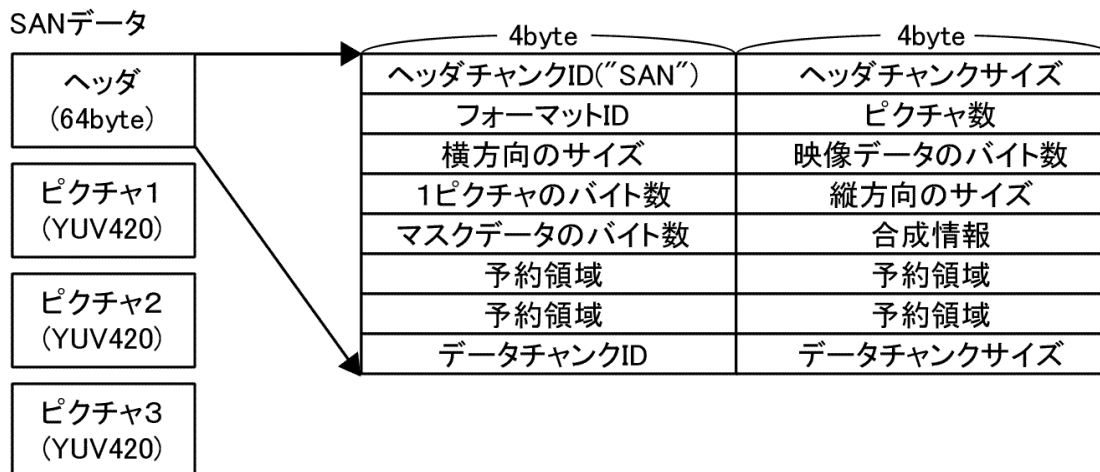 SANデータ
ヘッダ
(64byte)
ピクチャ1
(YUV420)
ピクチャ2
(YUV420)
ピクチャ3
(YUV420)
4byte 4byte
ヘッダチャンクID("SAN") ヘッダチャンクサイズ
フォーマットID ピクチャ数
横方向のサイズ 映像データのバイト数
1ピクチャのバイト数 縦方向のサイズ
マスクデータのバイト数 合成情報
予約領域 予約領域
予約領域 予約領域
データチャンクID データチャンクサイズ